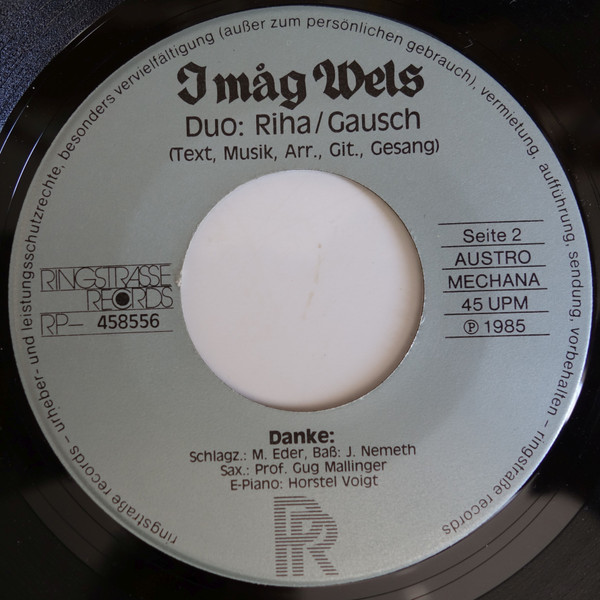 urheber- und leistungsschutzrechte, besonders vervielfältigung (außer zum persönlichen gebrauch), vermietung, aufführung, sendung, vorbehalten – ringstraße records
ringstraße records –
I måg Wels
Duo: Riha/Gausch
(Text, Musik, Arr., Git., Gesang)
RINGSTRASSE
RECORDS
RP– 458556
Seite 2
AUSTRO
MECHANA
45 UPM
Ⓟ 1985
Danke:
Schlagz.: M. Eder, Baß: J. Nemeth
Sax.: Prof. Gug Mallinger
E-Piano: Horstel Voigt
RR